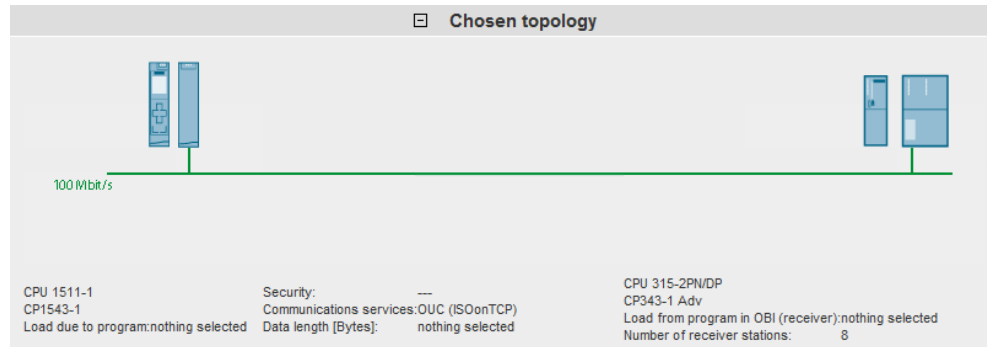 Chosen topology
100 Mbit/s
CPU 1511-1
CP1543-1
Load due to program:nothing selected
Security: ---
Communications services:OUC (ISOonTCP)
Data length [Bytes]: nothing selected
CPU 315-2PN/DP
CP343-1 Adv
Load from program in OBI (receiver):nothing selected
Number of receiver stations: 8